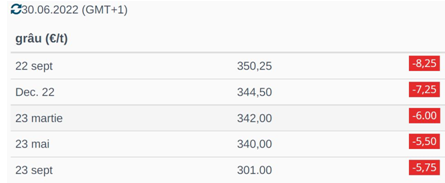 30.06.2022 (GMT+1)
grâu (€/t)
22 sept 350,25 -8,25
Dec. 22 344,50 -7,25
23 martie 342,00 -6.00
23 mai 340,00 -5,50
23 sept 301.00 -5,75